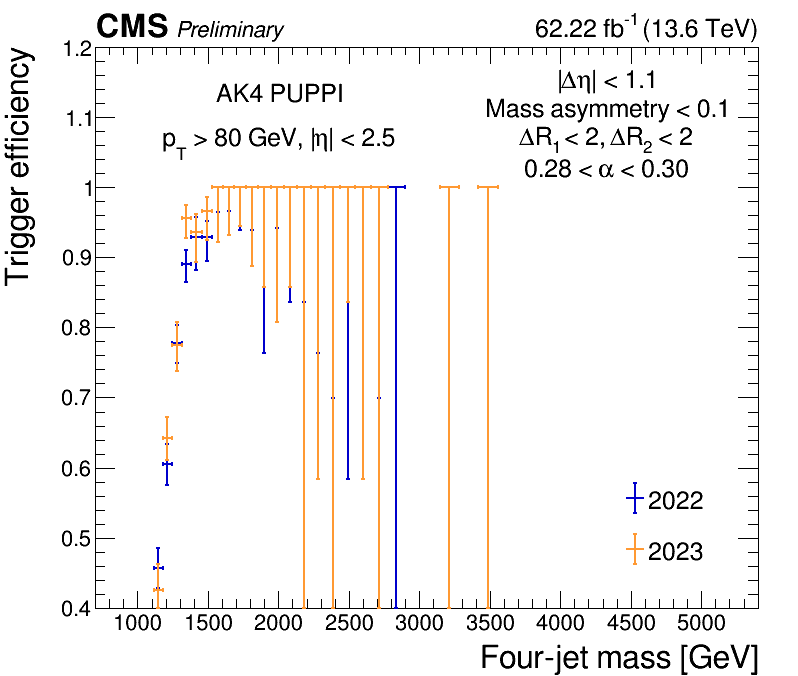 CMS Preliminary 62.22 fb⁻¹ (13.6 TeV)
Trigger efficiency
AK4 PUPPI
p_T > 80 GeV, |η| < 2.5
|Δη| < 1.1
Mass asymmetry < 0.1
ΔR₁ < 2, ΔR₂ < 2
0.28 < α < 0.30
1.2
1.1
1
0.9
0.8
0.7
0.6
0.5
0.4
2022
2023
1000 1500 2000 2500 3000 3500 4000 4500 5000
Four-jet mass [GeV]